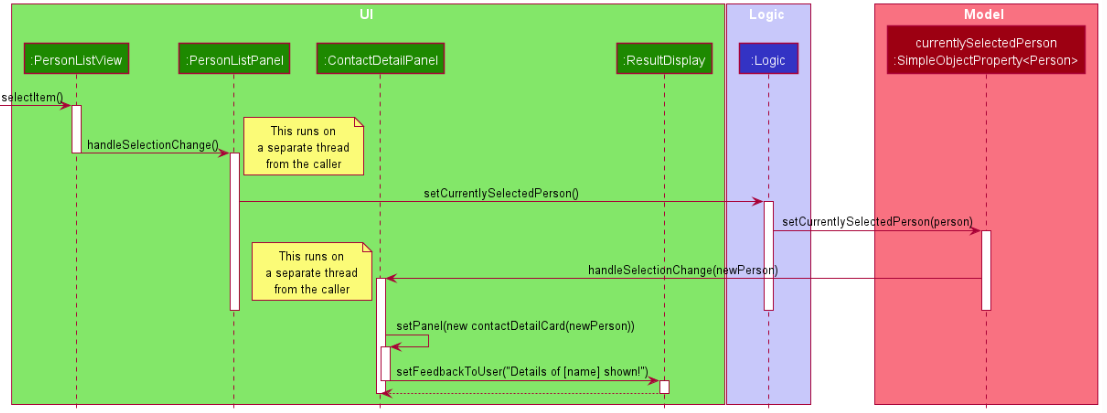 UI
Logic
Model
:PersonListView
:PersonListPanel
:ContactDetailPanel
:ResultDisplay
:Logic
currentlySelectedPerson
:SimpleObjectProperty<Person>
selectItem()
handleSelectionChange()
This runs on
a separate thread
from the caller
setCurrentlySelectedPerson()
setCurrentlySelectedPerson(person)
This runs on
a separate thread
from the caller
handleSelectionChange(newPerson)
setPanel(new contactDetailCard(newPerson))
setFeedbackToUser("Details of [name] shown!")